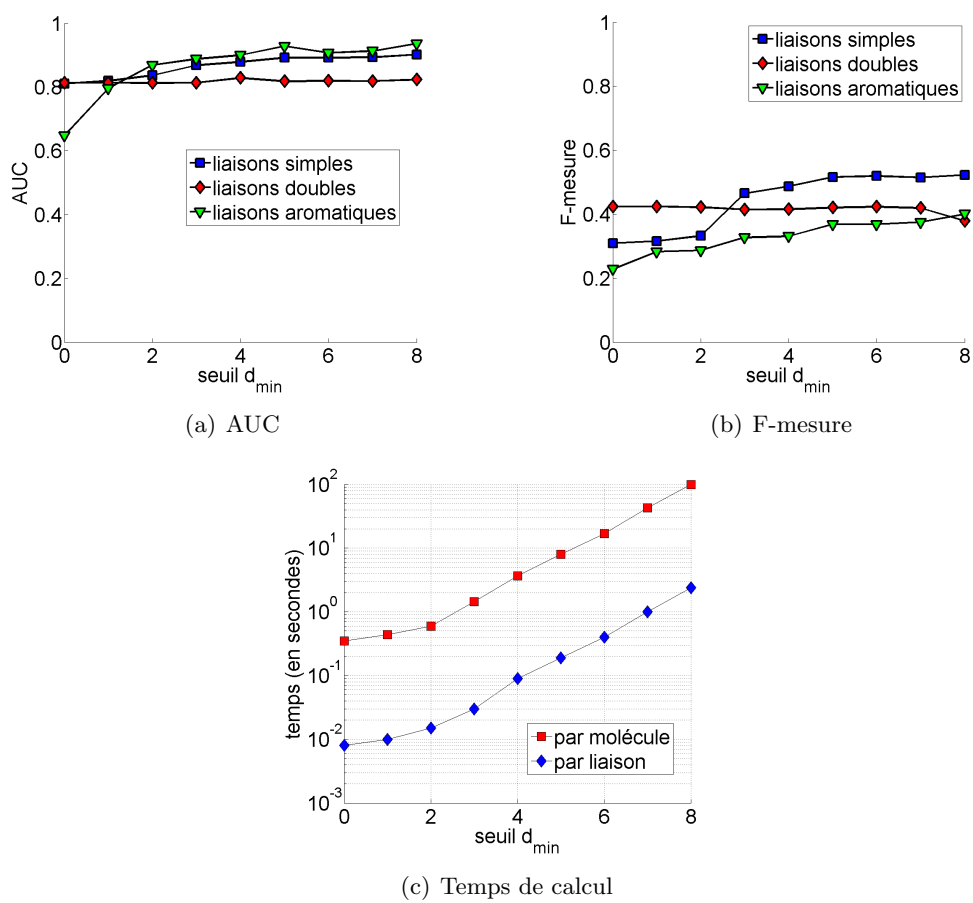 1
0.8
0.6
0.4
0.2
0
0 2 4 6 8
AUC
seuil d_min
liaisons simples
liaisons doubles
liaisons aromatiques
(a) AUC
1
0.8
0.6
0.4
0.2
0
0 2 4 6 8
F-mesure
seuil d_min
liaisons simples
liaisons doubles
liaisons aromatiques
(b) F-mesure
10^2
10^1
10^0
10^-1
10^-2
10^-3
0 2 4 6 8
temps (en secondes)
seuil d_min
par molécule
par liaison
(c) Temps de calcul